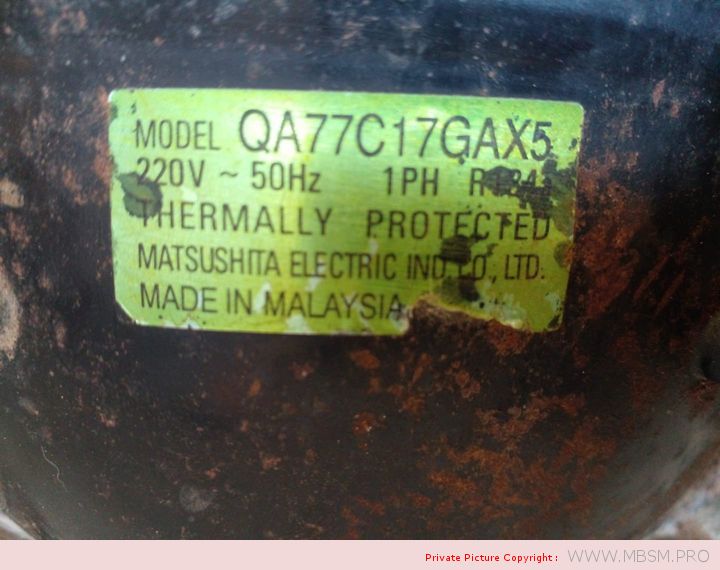 MODEL QA77C17GAX5
220V ~ 50Hz 1PH
THERMALLY PROTECTED
MATSUSHITA ELECTRIC IND. CO., LTD.
MADE IN MALAYSIA
Private Picture Copyright : WWW.MBSM.PRO